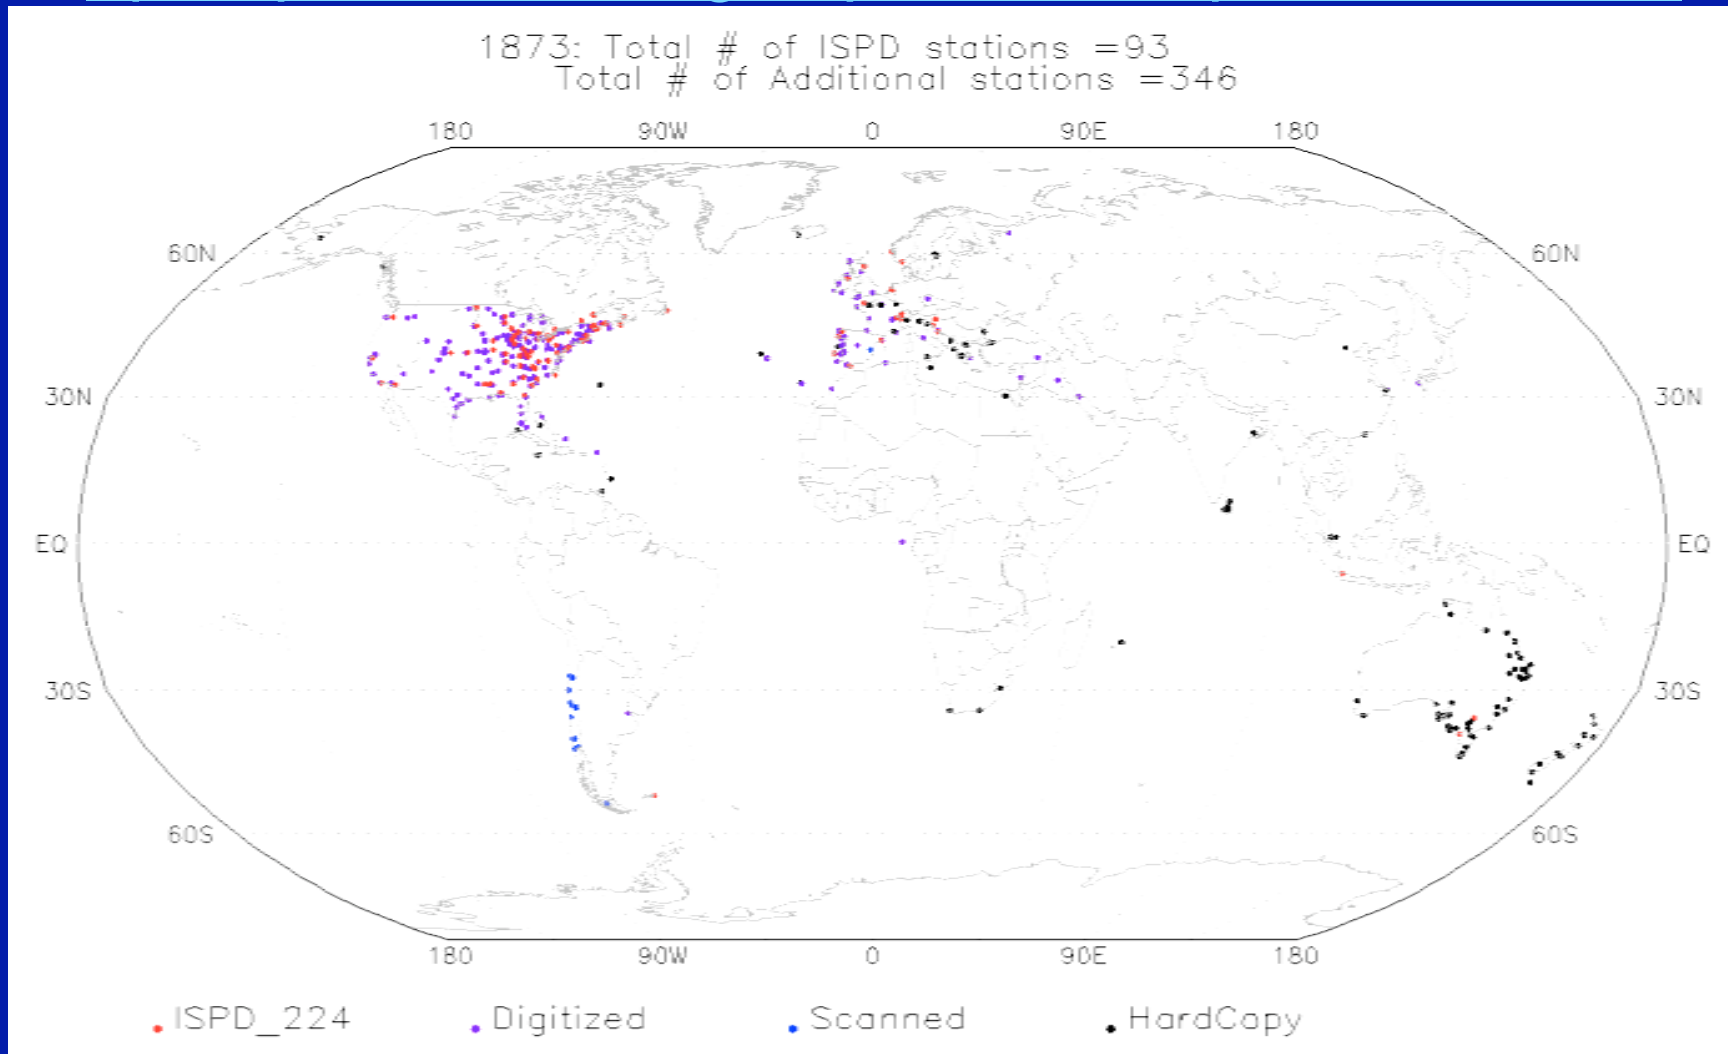 1873: Total # of ISPD stations =93
Total # of Additional stations =346
180 90W 0 90E 180
60N 60N
30N 30N
EQ EQ
30S 30S
60S 60S
180 90W 0 90E 180
ISPD_224 Digitized Scanned HardCopy